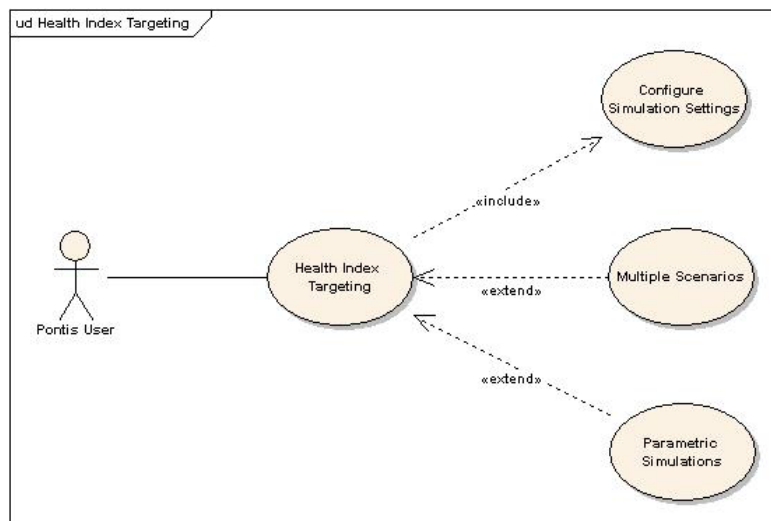 ud Health Index Targeting
Configure
Simulation Settings
«include»
Pontis User
Health Index
Targeting
«extend»
Multiple Scenarios
«extend»
Parametric
Simulations